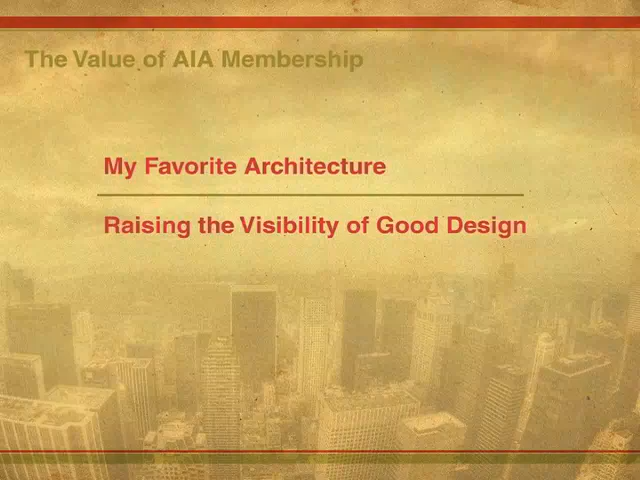 The Value of AIA Membership
My Favorite Architecture
Raising the Visibility of Good Design